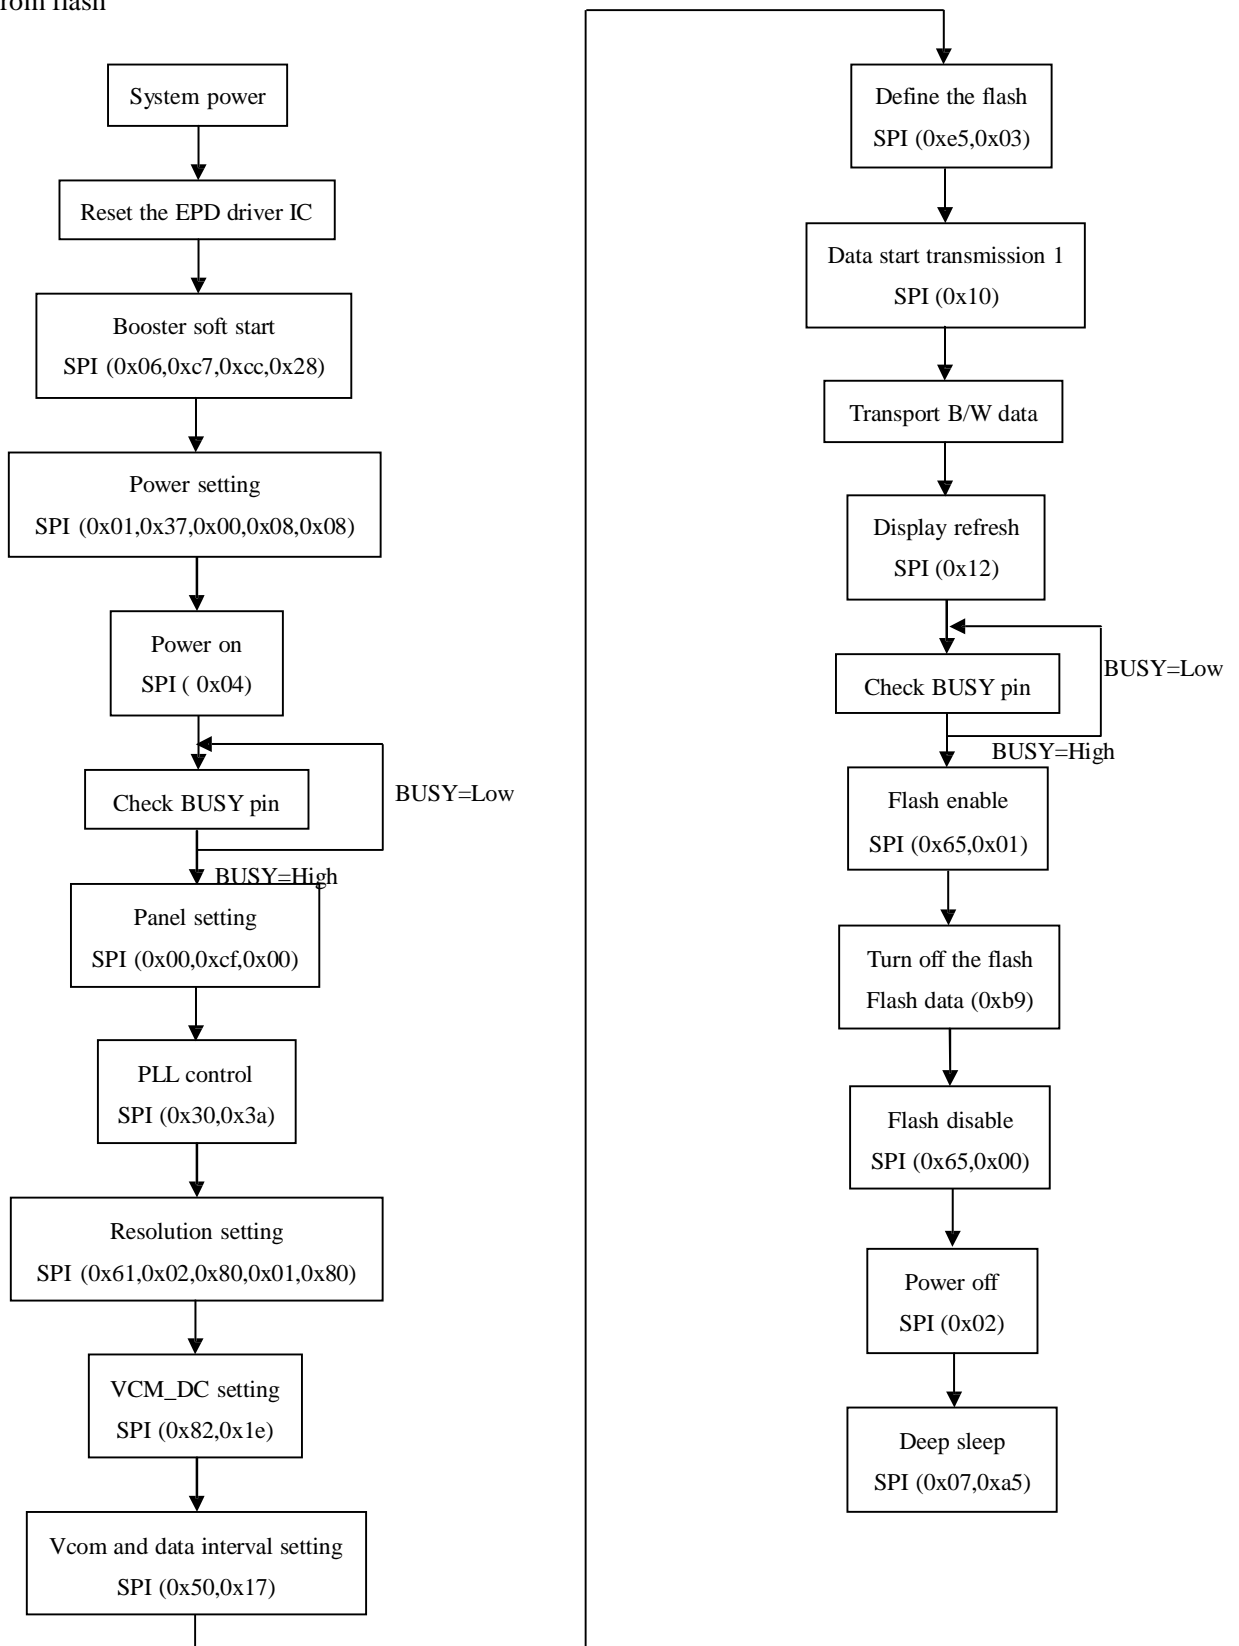 from flash
System power
Reset the EPD driver IC
Booster soft start
SPI (0x06,0xc7,0xcc,0x28)
Power setting
SPI (0x01,0x37,0x00,0x08,0x08)
Power on
SPI ( 0x04)
Check BUSY pin
BUSY=Low
BUSY=High
Panel setting
SPI (0x00,0xcf,0x00)
PLL control
SPI (0x30,0x3a)
Resolution setting
SPI (0x61,0x02,0x80,0x01,0x80)
VCM_DC setting
SPI (0x82,0x1e)
Vcom and data interval setting
SPI (0x50,0x17)
Define the flash
SPI (0xe5,0x03)
Data start transmission 1
SPI (0x10)
Transport B/W data
Display refresh
SPI (0x12)
Check BUSY pin
BUSY=Low
BUSY=High
Flash enable
SPI (0x65,0x01)
Turn off the flash
Flash data (0xb9)
Flash disable
SPI (0x65,0x00)
Power off
SPI (0x02)
Deep sleep
SPI (0x07,0xa5)